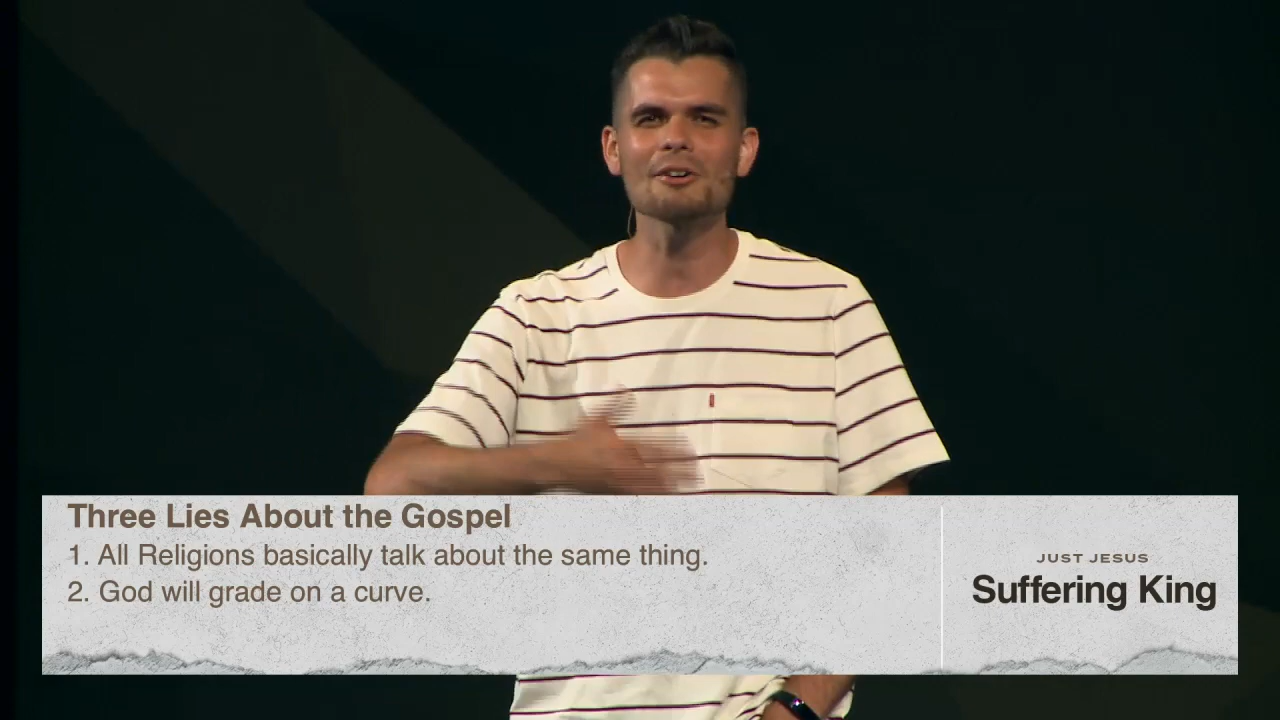 Three Lies About the Gospel
1. All Religions basically talk about the same thing.
2. God will grade on a curve.
JUST JESUS
Suffering King